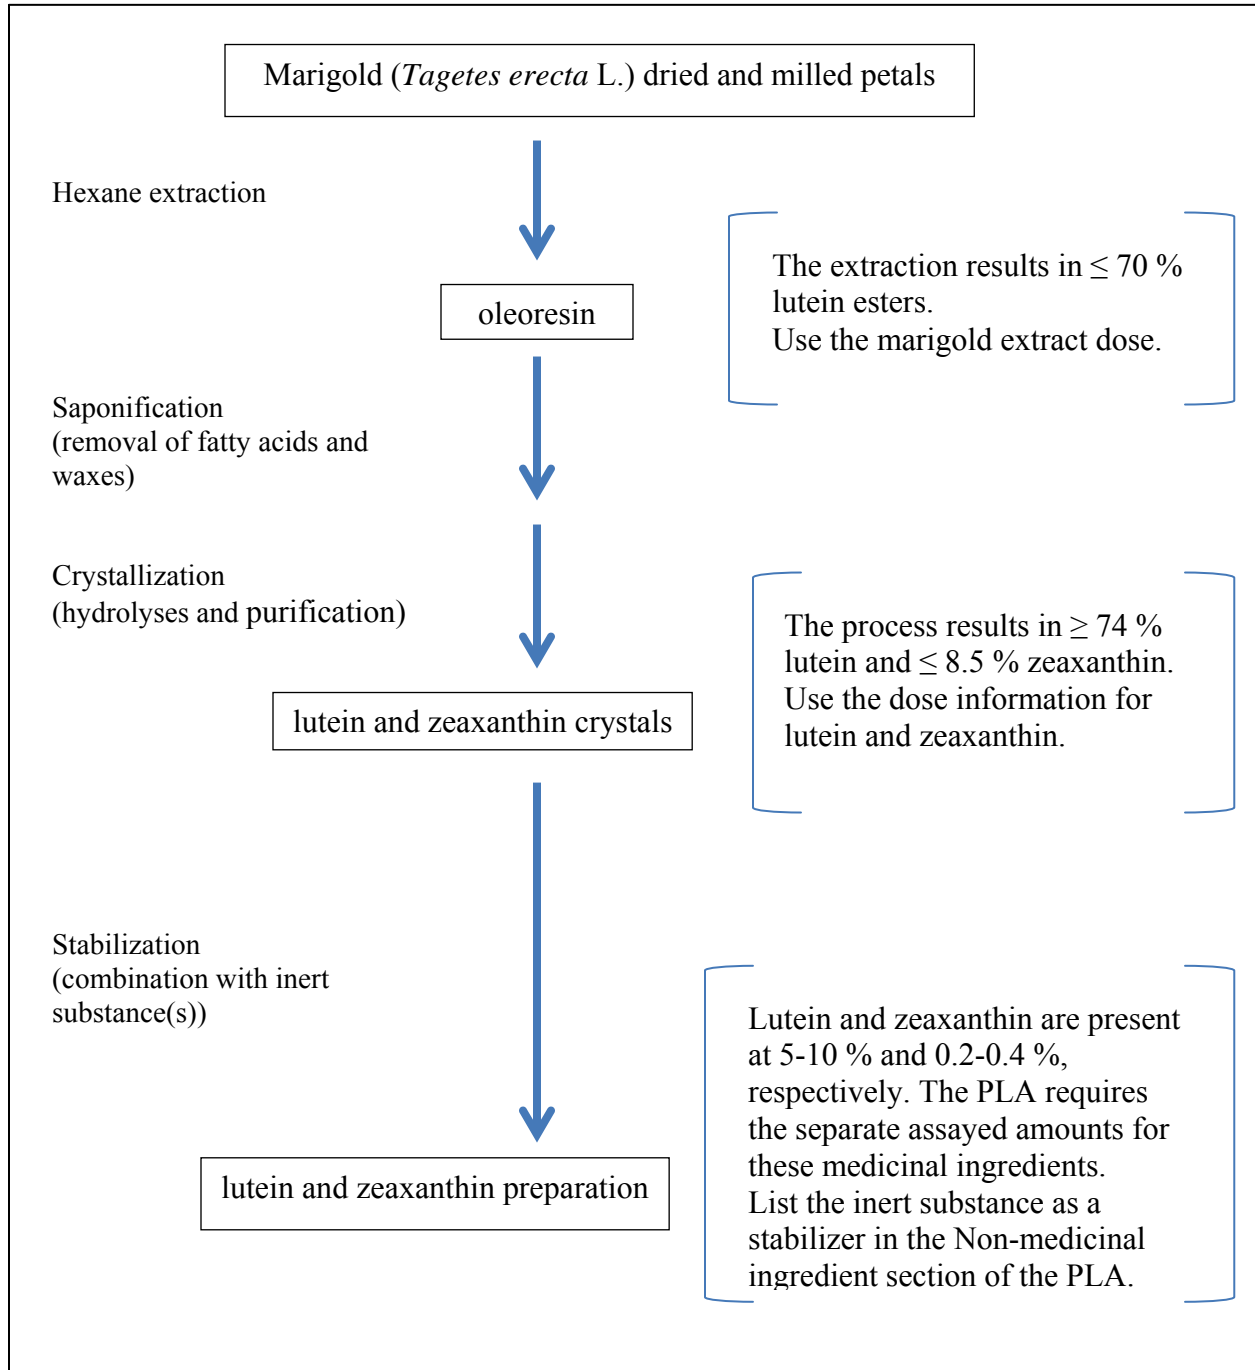 Marigold (Tagetes erecta L.) dried and milled petals
Hexane extraction
The extraction results in ≤ 70 %
lutein esters.
Use the marigold extract dose.
oleoresin
Saponification
(removal of fatty acids and
waxes)
Crystallization
(hydrolyses and purification)
The process results in ≥ 74 %
lutein and ≤ 8.5 % zeaxanthin.
Use the dose information for
lutein and zeaxanthin.
lutein and zeaxanthin crystals
Stabilization
(combination with inert
substance(s))
Lutein and zeaxanthin are present
at 5-10 % and 0.2-0.4 %,
respectively. The PLA requires
the separate assayed amounts for
these medicinal ingredients.
List the inert substance as a
stabilizer in the Non-medicinal
ingredient section of the PLA.
lutein and zeaxanthin preparation